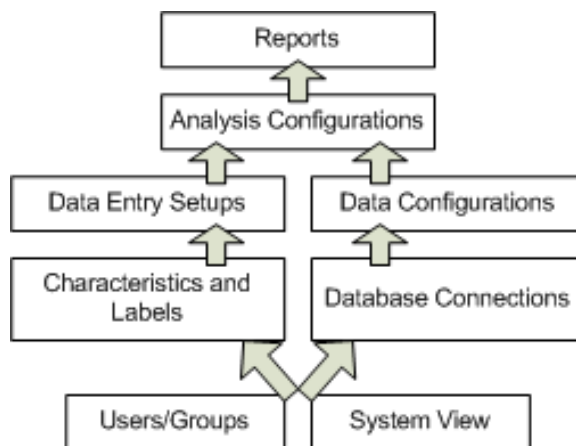 Reports
Analysis Configurations
Data Entry Setups
Data Configurations
Characteristics and
Labels
Database Connections
Users/Groups
System View